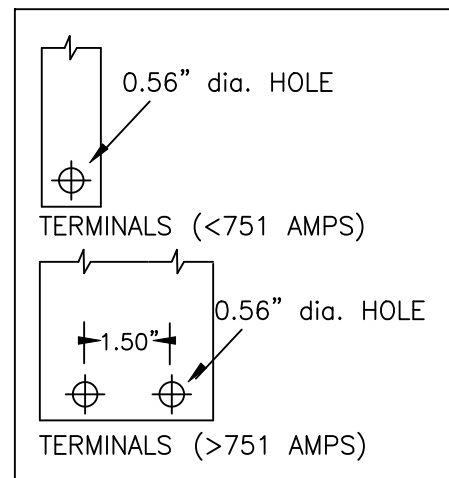 0.56” dia. HOLE
TERMINALS (<751 AMPS)
0.56” dia. HOLE
1.50”
TERMINALS (>751 AMPS)